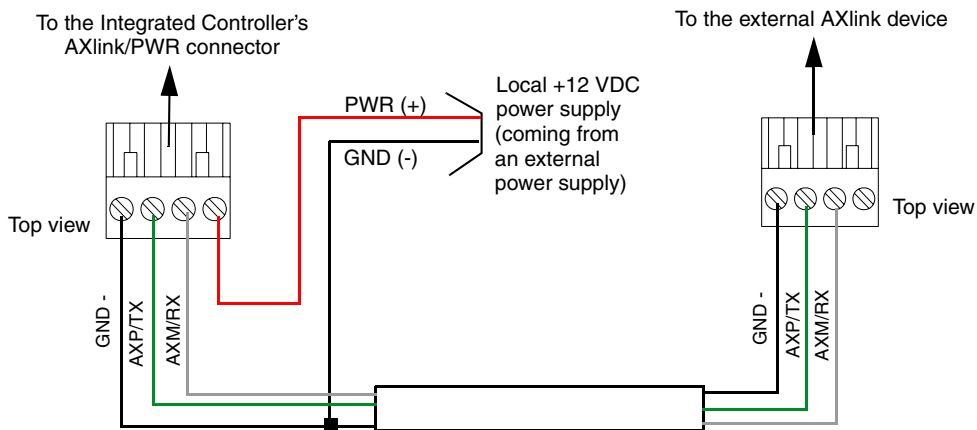 To the Integrated Controller's
AXlink/PWR connector
To the external AXlink device
PWR (+)
GND (-)
Local +12 VDC
power supply
(coming from
an external
power supply)
Top view
Top view
GND -
AXP/TX
AXM/RX
GND -
AXP/TX
AXM/RX